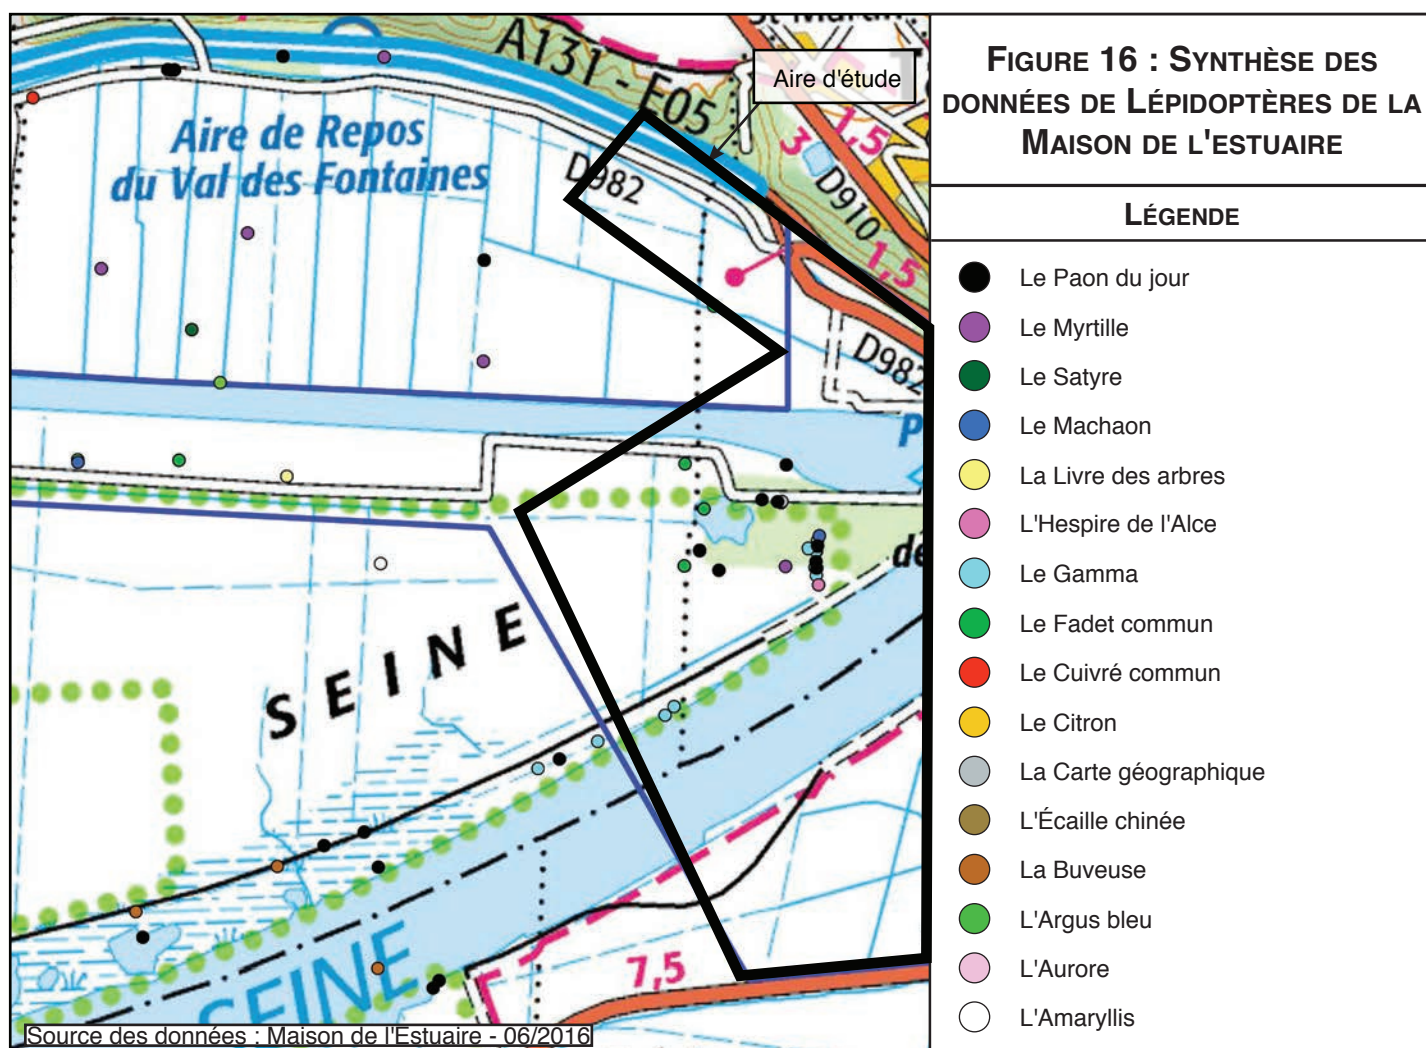 St-Martin
A131 - E05
Aire d'étude
Aire de Repos
du Val des Fontaines
D982
3
1,5
D910
1,5
D982
P
de
SEINE
SEINE
7,5
Source des données : Maison de l'Estuaire - 06/2016
FIGURE 16 : SYNTHÈSE DES
DONNÉES DE LÉPIDOPTÈRES DE LA
MAISON DE L'ESTUAIRE
LÉGENDE
Le Paon du jour
Le Myrtille
Le Satyre
Le Machaon
La Livre des arbres
L'Hespire de l'Alce
Le Gamma
Le Fadet commun
Le Cuivré commun
Le Citron
La Carte géographique
L'Écaille chinée
La Buveuse
L'Argus bleu
L'Aurore
L'Amaryllis